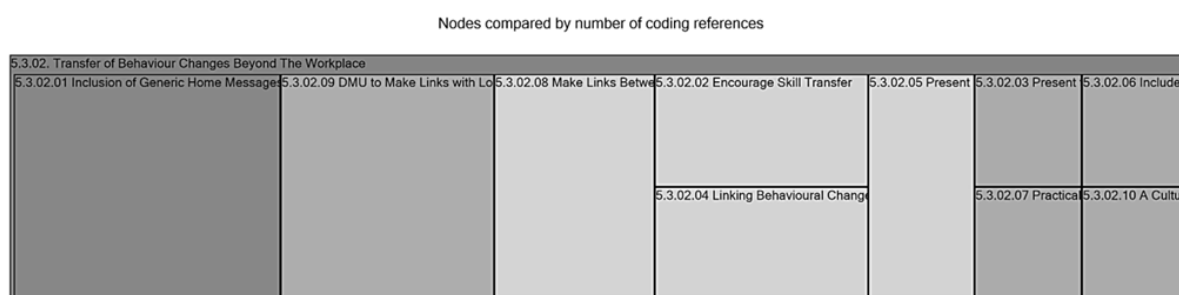 Nodes compared by number of coding references
5.3.02. Transfer of Behaviour Changes Beyond The Workplace
5.3.02.01 Inclusion of Generic Home Messages
5.3.02.09 DMU to Make Links with Lo
5.3.02.08 Make Links Betwe
5.3.02.02 Encourage Skill Transfer
5.3.02.05 Present
5.3.02.03 Present
5.3.02.06 Include
5.3.02.04 Linking Behavioural Change
5.3.02.07 Practical
5.3.02.10 A Cultu